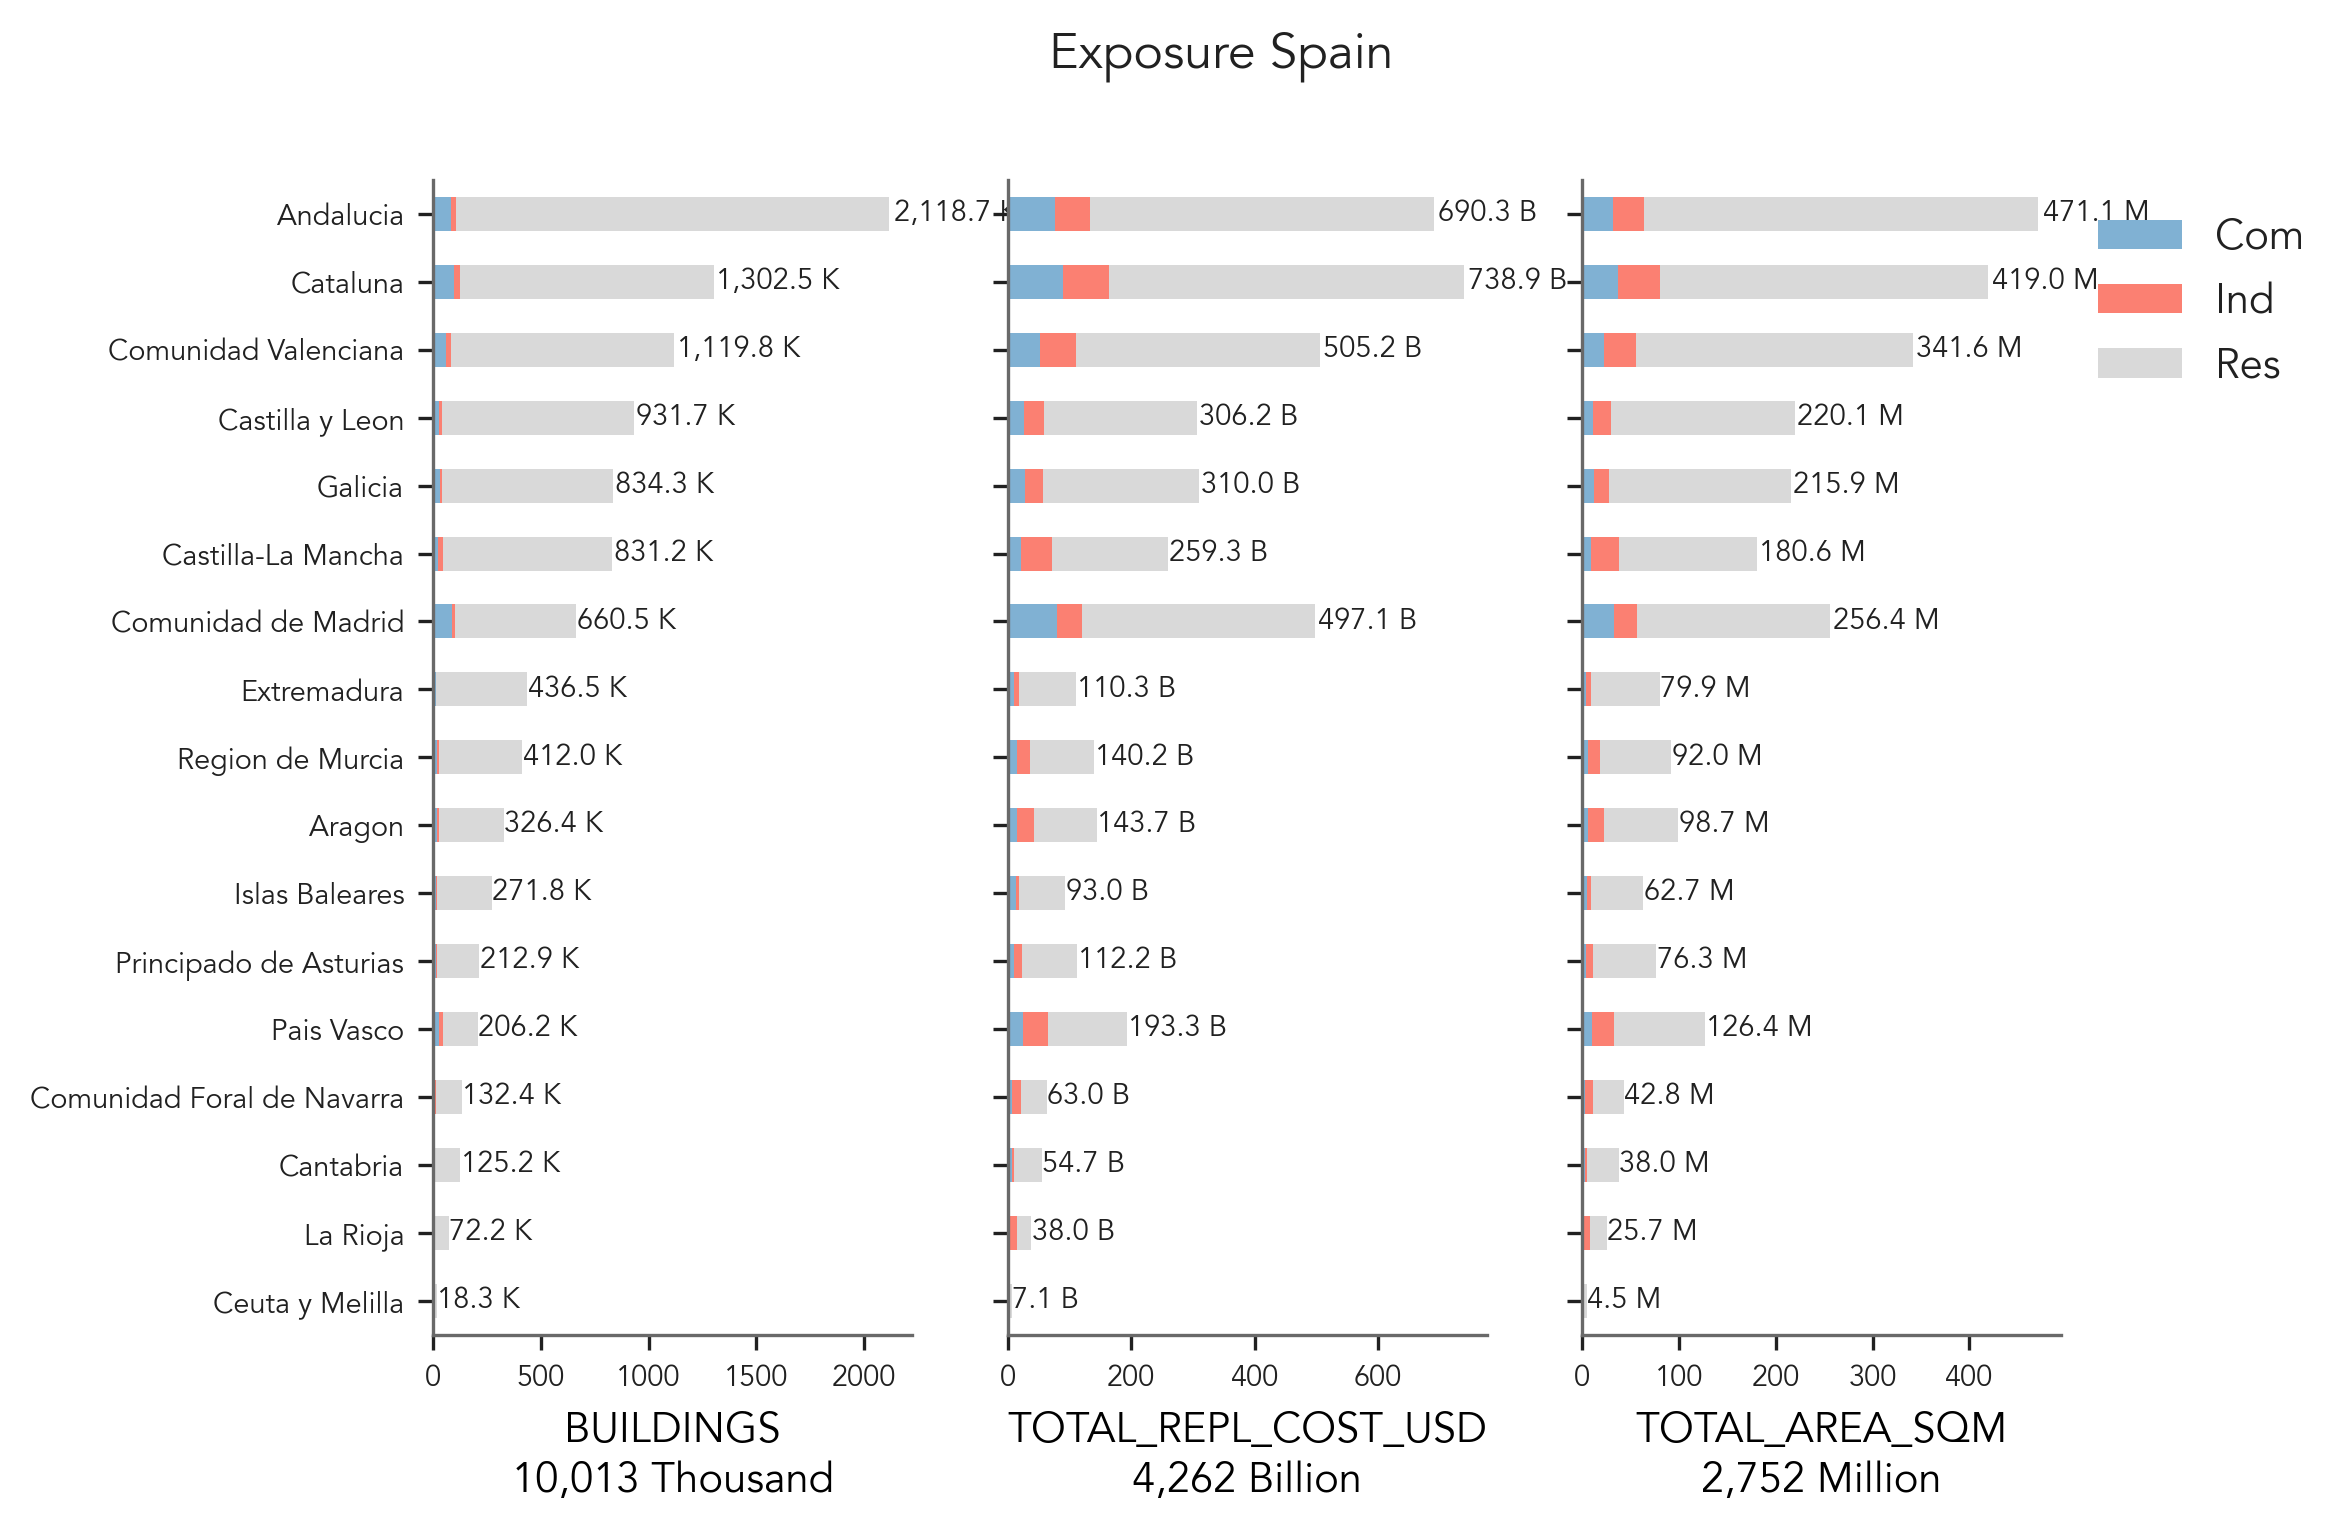 Exposure Spain
Andalucia
Cataluna
Comunidad Valenciana
Castilla y Leon
Galicia
Castilla-La Mancha
Comunidad de Madrid
Extremadura
Region de Murcia
Aragon
Islas Baleares
Principado de Asturias
Pais Vasco
Comunidad Foral de Navarra
Cantabria
La Rioja
Ceuta y Melilla
2,118.7 K
1,302.5 K
1,119.8 K
931.7 K
834.3 K
831.2 K
660.5 K
436.5 K
412.0 K
326.4 K
271.8 K
212.9 K
206.2 K
132.4 K
125.2 K
72.2 K
18.3 K
0 500 1000 1500 2000
BUILDINGS
10,013 Thousand
690.3 B
738.9 B
505.2 B
306.2 B
310.0 B
259.3 B
497.1 B
110.3 B
140.2 B
143.7 B
93.0 B
112.2 B
193.3 B
63.0 B
54.7 B
38.0 B
7.1 B
0 200 400 600
TOTAL_REPL_COST_USD
4,262 Billion
471.1 M
419.0 M
341.6 M
220.1 M
215.9 M
180.6 M
256.4 M
79.9 M
92.0 M
98.7 M
62.7 M
76.3 M
126.4 M
42.8 M
38.0 M
25.7 M
4.5 M
0 100 200 300 400
TOTAL_AREA_SQM
2,752 Million
Com
Ind
Res